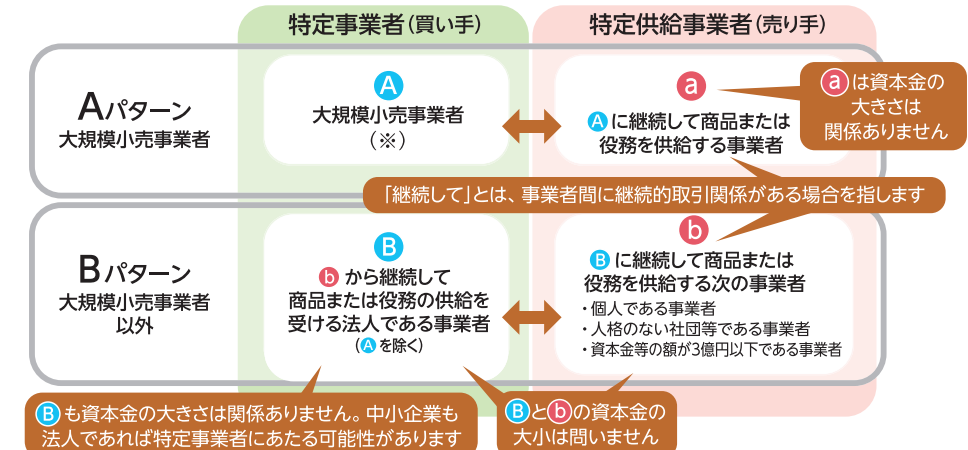 特定事業者(買い手)
特定供給事業者(売り手)
Aパターン
大規模小売事業者
A
大規模小売事業者
(※)
a
Aに継続して商品または
役務を供給する事業者
aは資本金の
大きさは
関係ありません
「継続して」とは、事業者間に継続的取引関係がある場合を指します
Bパターン
大規模小売事業者
以外
B
bから継続して
商品または役務の供給を
受ける法人である事業者
(Aを除く)
b
Bに継続して商品または
役務を供給する次の事業者
・個人である事業者
・人格のない社団等である事業者
・資本金等の額が3億円以下である事業者
Bも資本金の大きさは関係ありません。中小企業も
法人であれば特定事業者にあたる可能性があります
Bとbの資本金の
大小は問いません